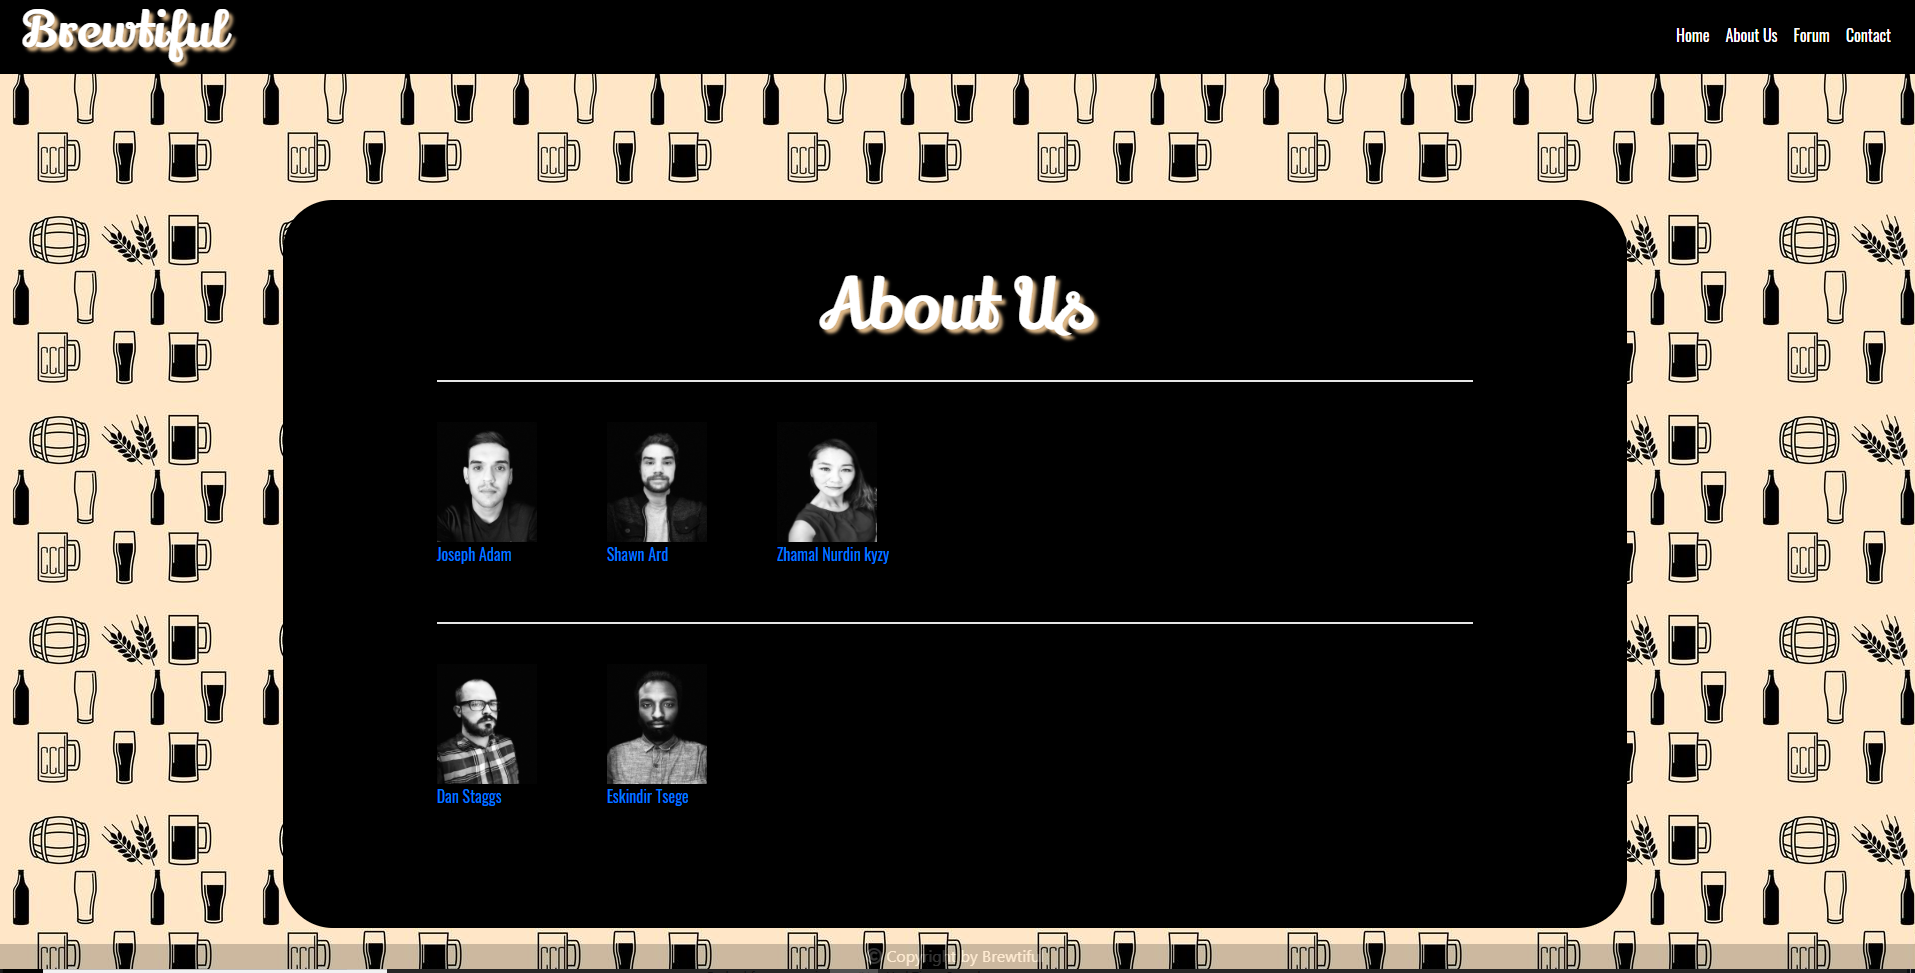 Brewtiful
Home About Us Forum Contact
About Us
Joseph Adam Shawn Ard Zhamal Nurdin kyzy
Dan Staggs Eskindir Tsege
© Copyright by Brewtiful